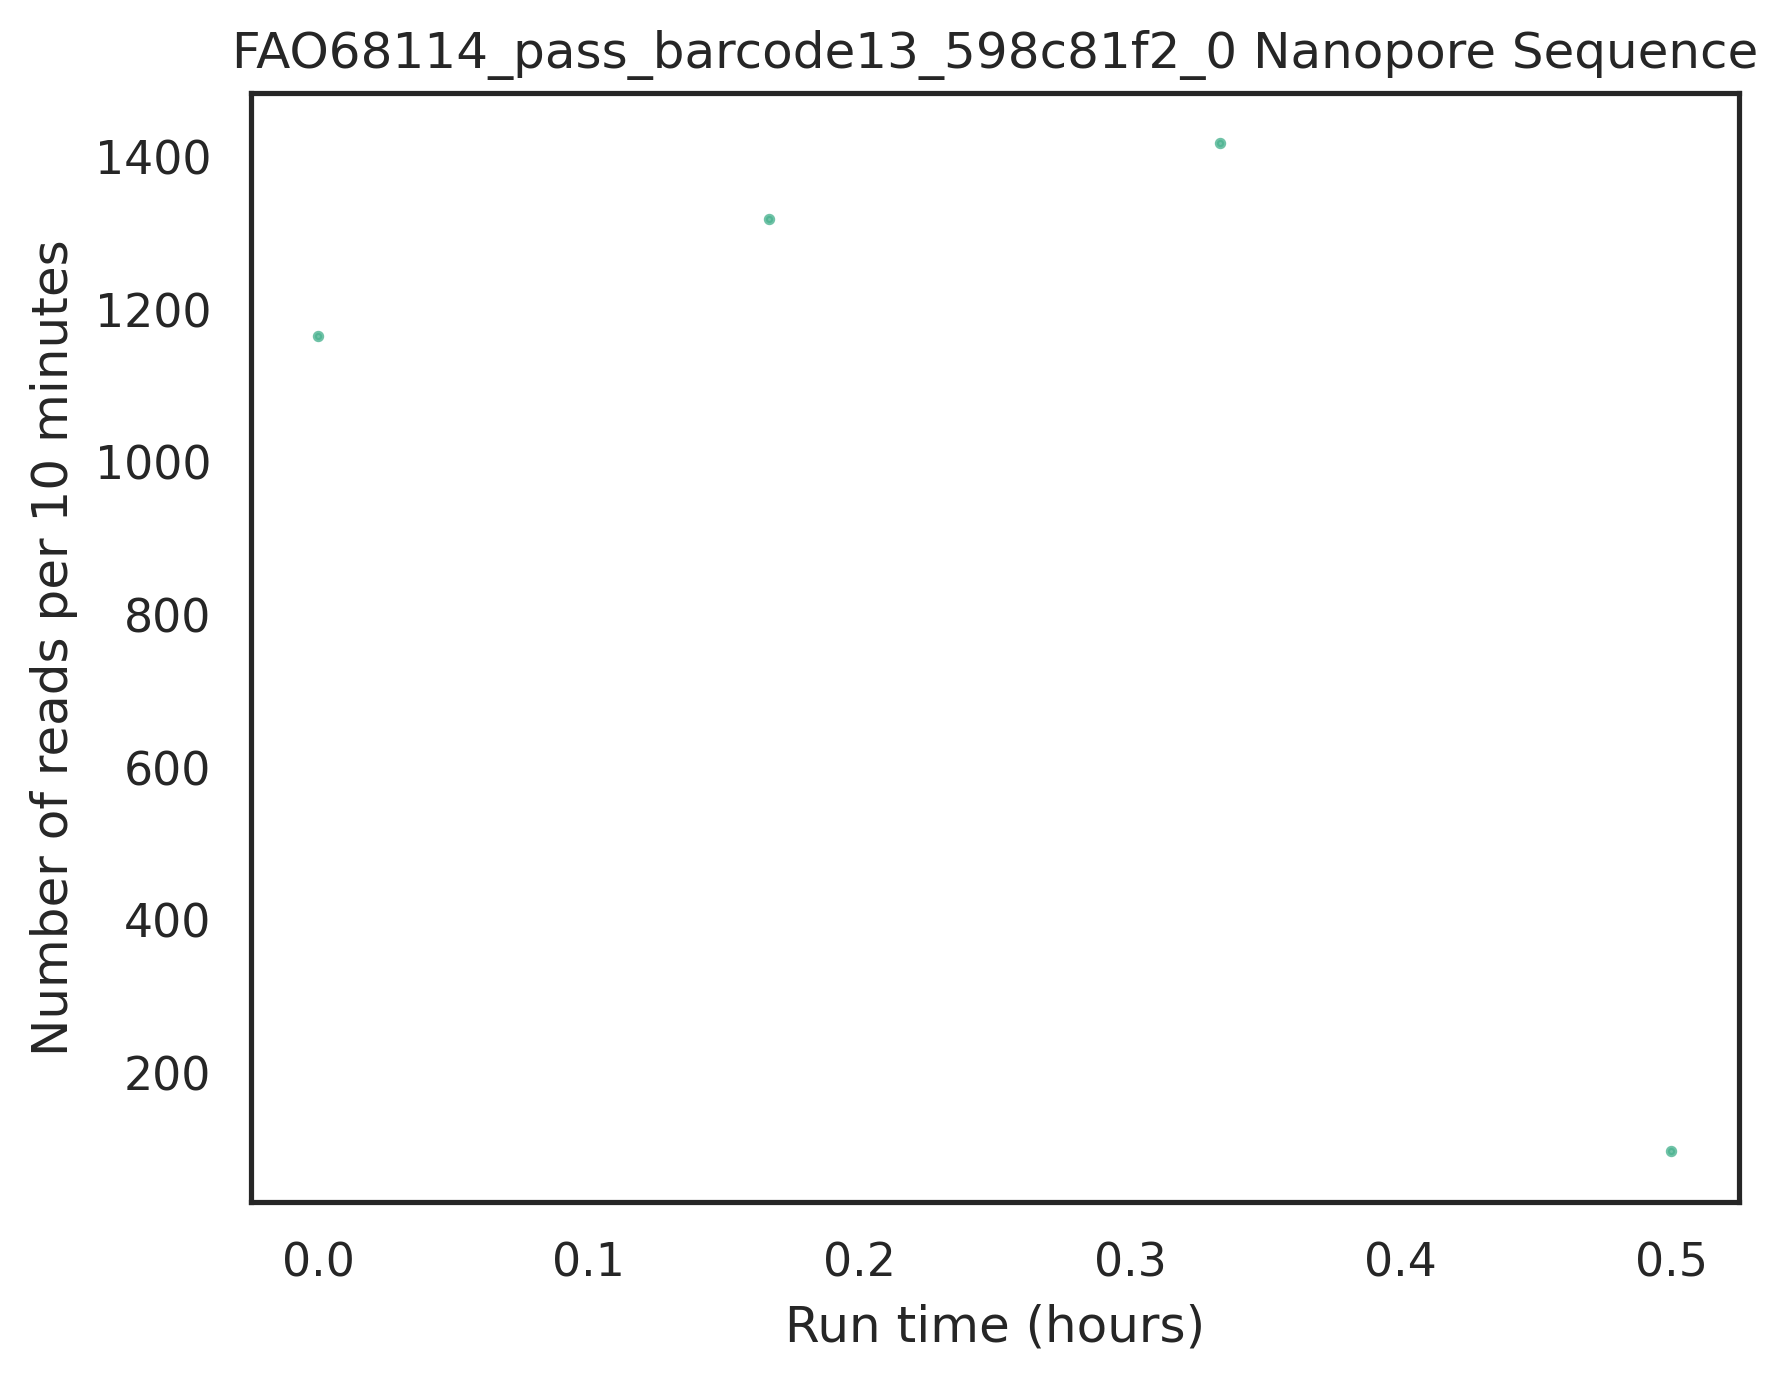 FAO68114_pass_barcode13_598c81f2_0 Nanopore Sequence
Number of reads per 10 minutes
1400
1200
1000
800
600
400
200
0.0 0.1 0.2 0.3 0.4 0.5
Run time (hours)